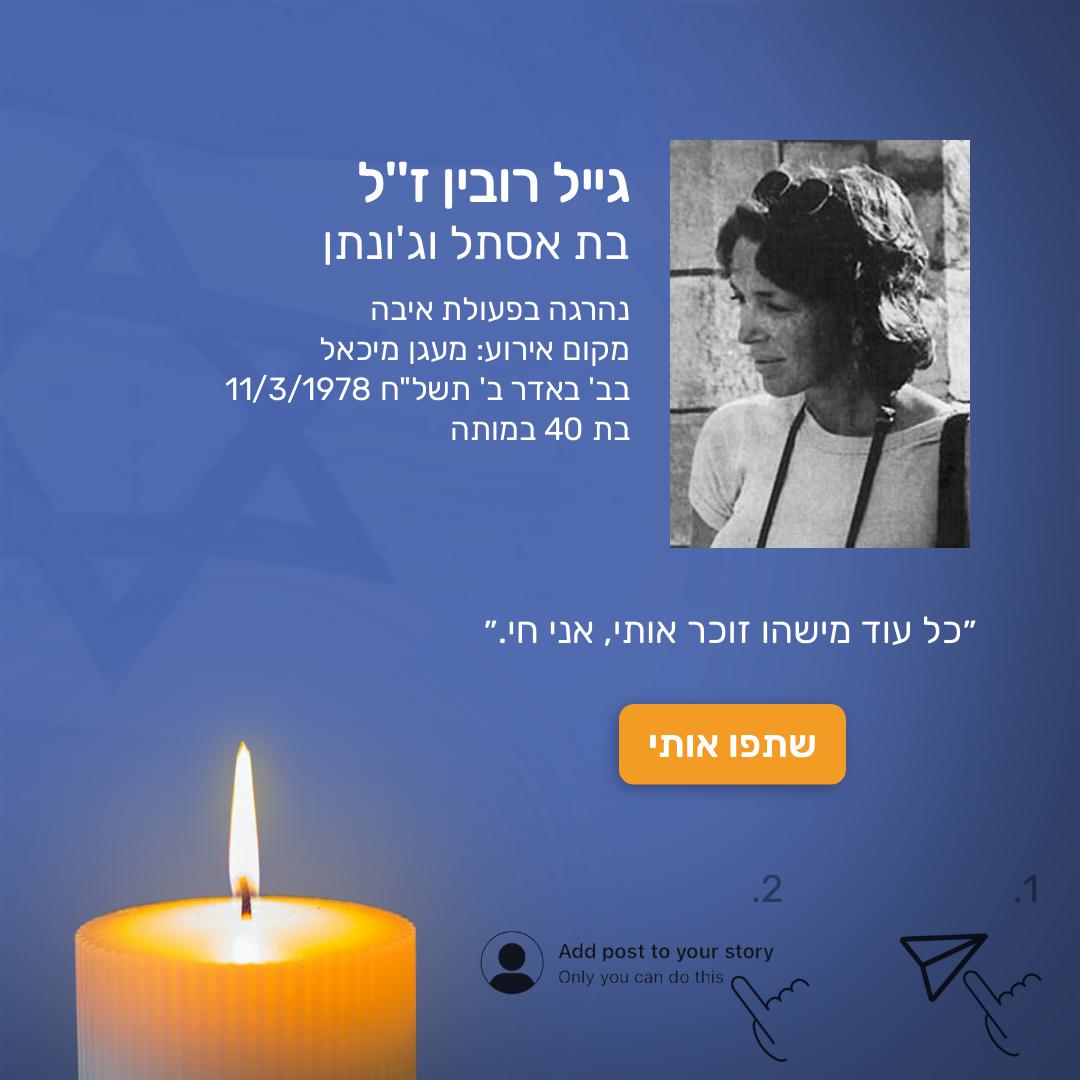 גייל רובין ז"ל
בת אסתל וג'ונתן
נהרגה בפעולת איבה
מקום אירוע: מעגן מיכאל
בב' באדר ב' תשל"ח 11/3/1978
בת 40 במותה
״כל עוד מישהו זוכר אותי, אני חי.״
שתפו אותי
1.
2.
Add post to your story
Only you can do this